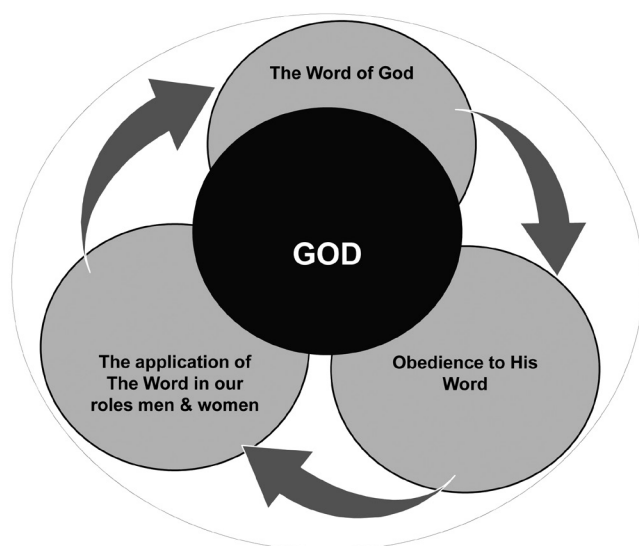 The Word of God
GOD
Obedience to His
Word
The application of
The Word in our
roles men & women